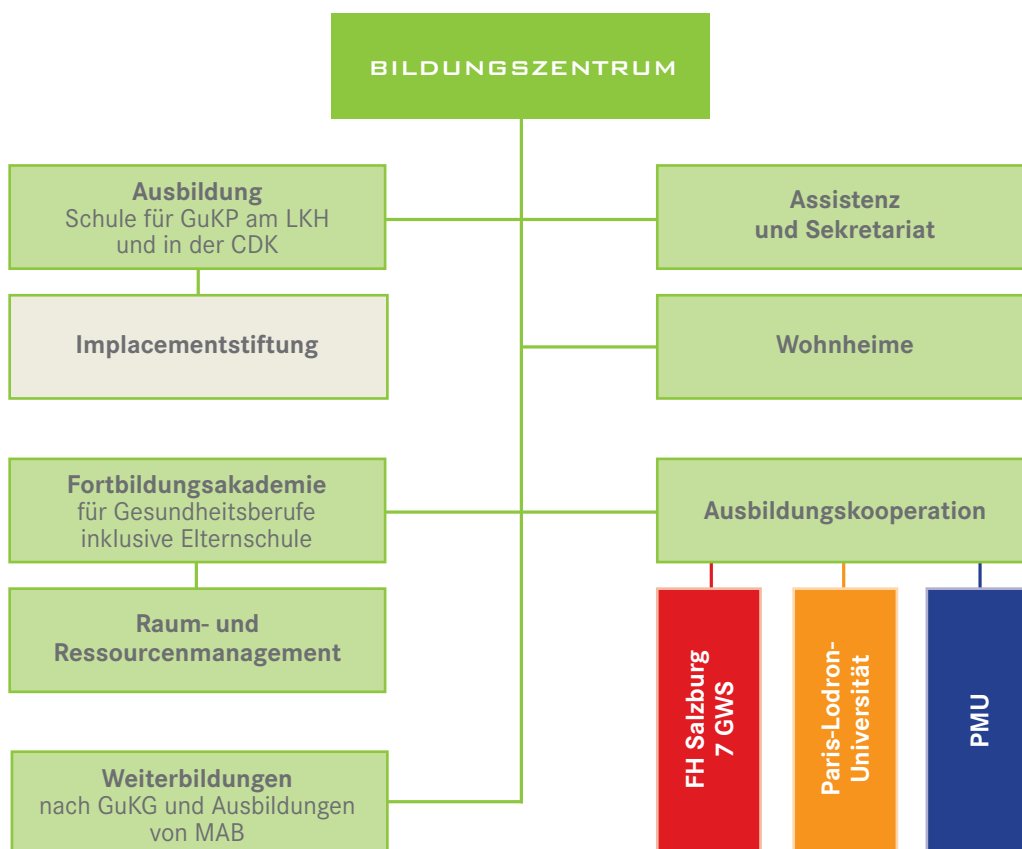 BILDUNGSZENTRUM
Ausbildung
Schule für GuKP am LKH
und in der CDK
Assistenz
und Sekretariat
Implacementstiftung
Wohnheime
Fortbildungsakademie
für Gesundheitsberufe
inklusive Elternschule
Ausbildungskooperation
Raum- und
Ressourcenmanagement
FH Salzburg
7 GWS
Paris-Lodron-
Universität
PMU
Weiterbildungen
nach GuKG und Ausbildungen
von MAB